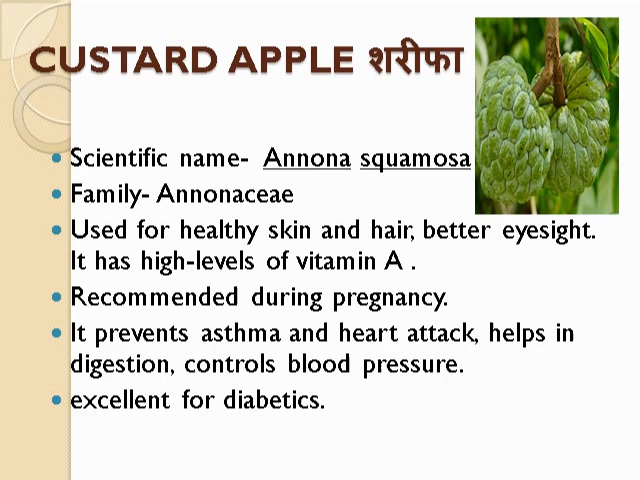 CUSTARD APPLE शरीफा
Scientific name- Annona squamosa
Family- Annonaceae
Used for healthy skin and hair, better eyesight.
It has high-levels of vitamin A .
Recommended during pregnancy.
It prevents asthma and heart attack, helps in
digestion, controls blood pressure.
excellent for diabetics.